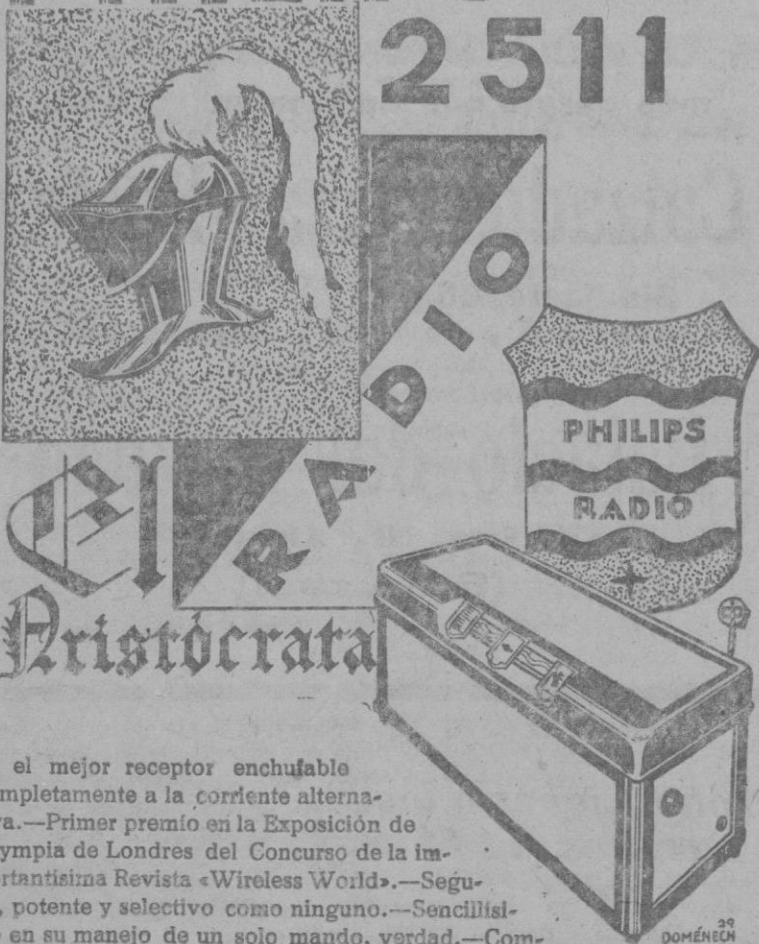 2511
RADIO
PHILIPS
RADIO
El
Aristócrata
el mejor receptor enchufable
mpletamente a la corriente alterna-
a.—Primer premio en la Exposición de
ympia de Londres del Concurso de la im-
rtantísima Revista «Wireless World».—Segu-
, potente y selectivo como ninguno.—Sencillísi-
en su manejo de un solo mando, verdad.—Com-
29
DOMÉNECH